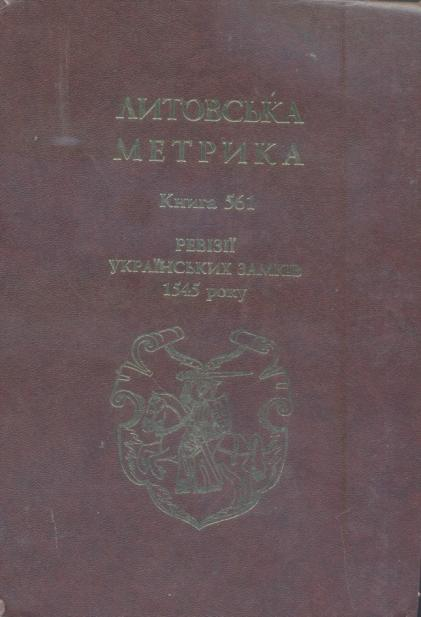 ЛИТОВСЬКА
МЕТРИКА
Книга 561
РЕВІЗІЇ
УКРАЇНСЬКИХ ЗАМКІВ
1545 року